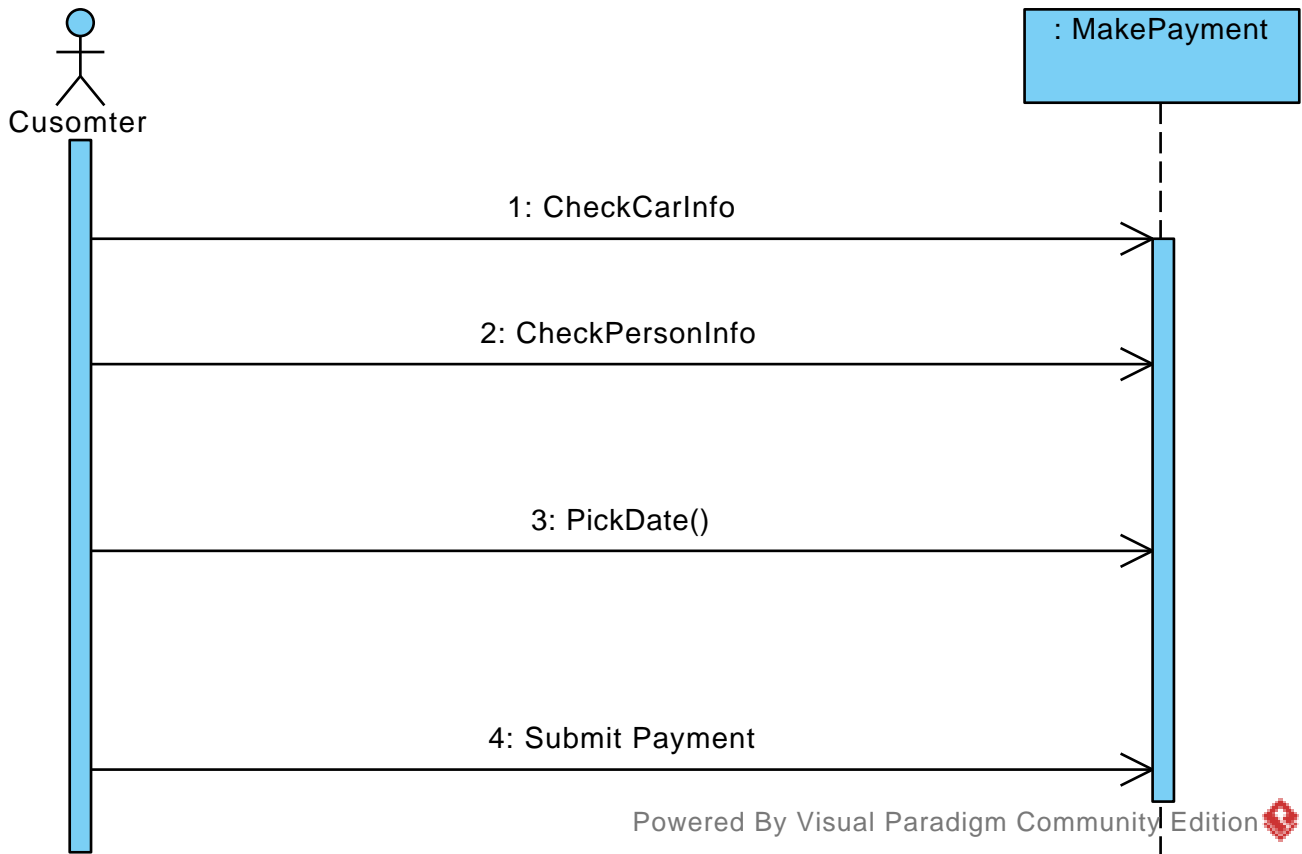 : MakePayment
Cusomter
1: CheckCarInfo
2: CheckPersonInfo
3: PickDate()
4: Submit Payment
Powered By Visual Paradigm Community Edition